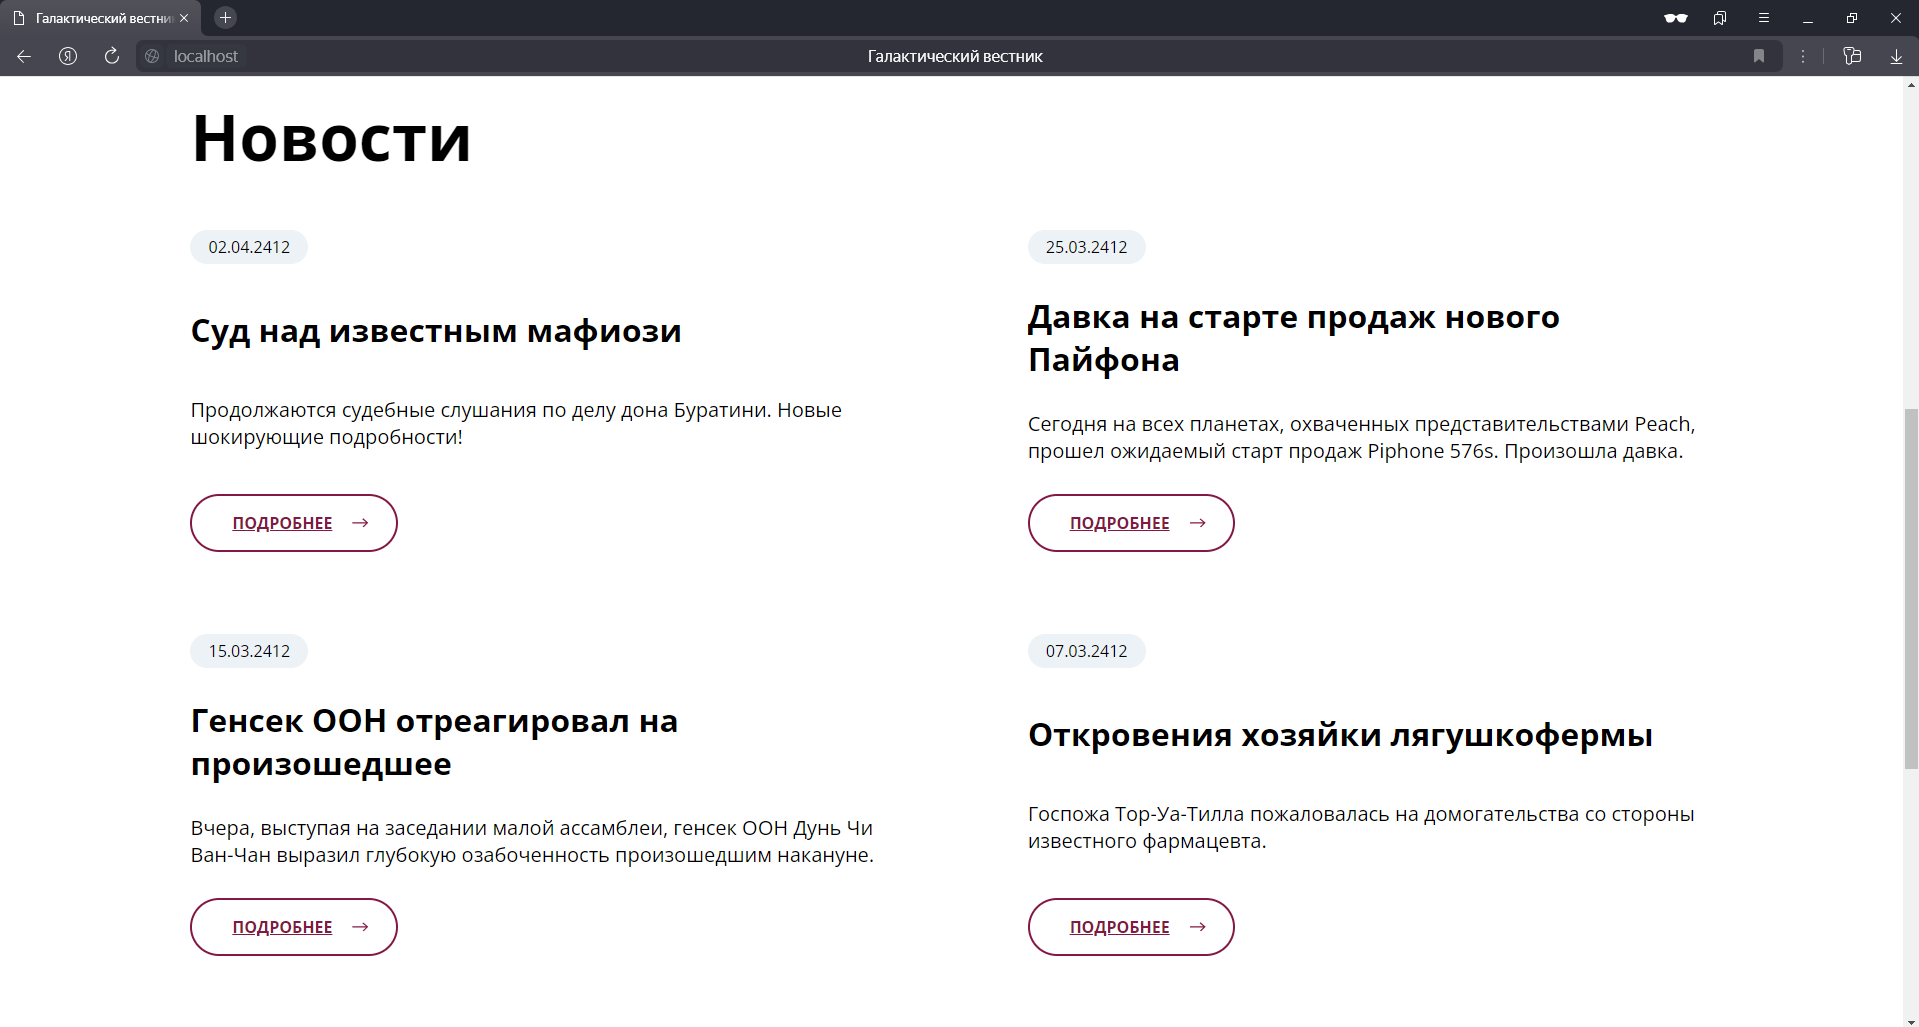 Галактический вестни
localhost
Галактический вестник
Новости
02.04.2412
Суд над известным мафиози
Продолжаются судебные слушания по делу дона Буратини. Новые
шокирующие подробности!
ПОДРОБНЕЕ →
25.03.2412
Давка на старте продаж нового
Пайфона
Сегодня на всех планетах, охваченных представительствами Peach,
прошел ожидаемый старт продаж Piphone 576s. Произошла давка.
ПОДРОБНЕЕ →
15.03.2412
Генсек ООН отреагировал на
произошедшее
Вчера, выступая на заседании малой ассамблеи, генсек ООН Дунь Чи
Ван-Чан выразил глубокую озабоченность произошедшим накануне.
ПОДРОБНЕЕ →
07.03.2412
Откровения хозяйки лягушкофермы
Госпожа Тор-Уа-Тилла пожаловалась на домогательства со стороны
известного фармацевта.
ПОДРОБНЕЕ →